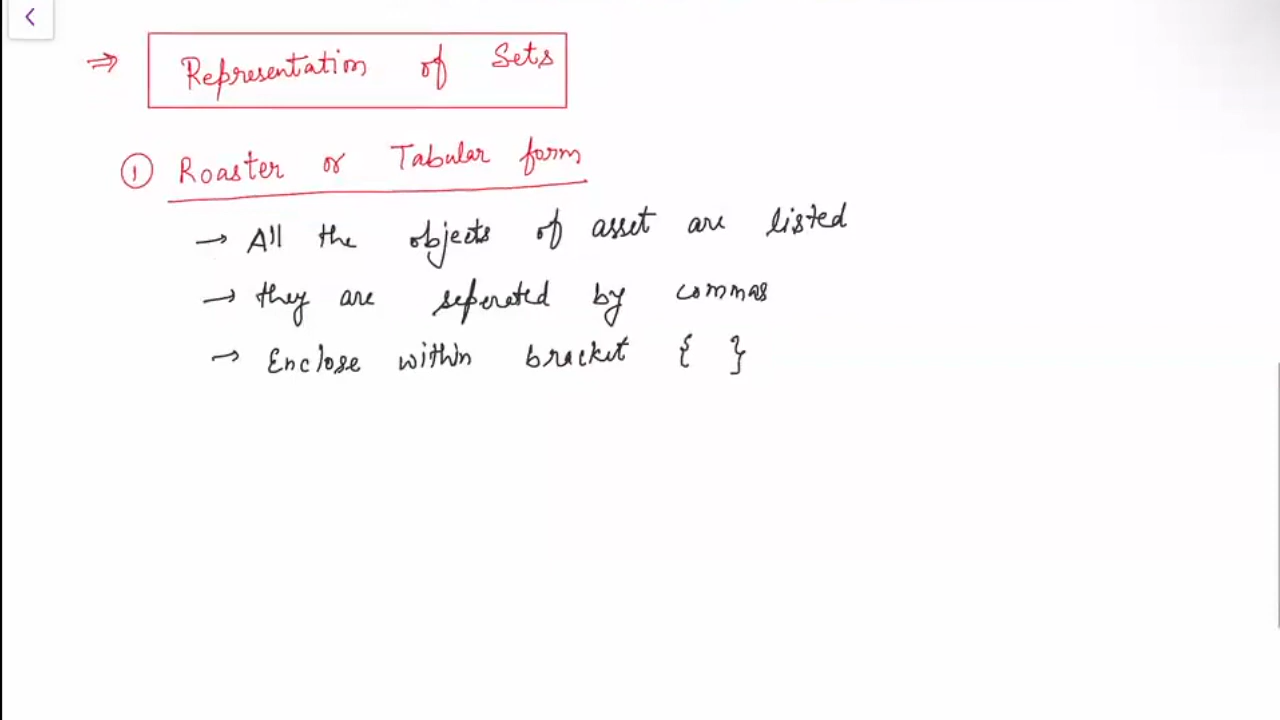 ⇒ Representation of Sets
① Roaster or Tabular form
→ All the objects of asset are listed
→ they are seperated by commas
→ Enclose within bracket { }